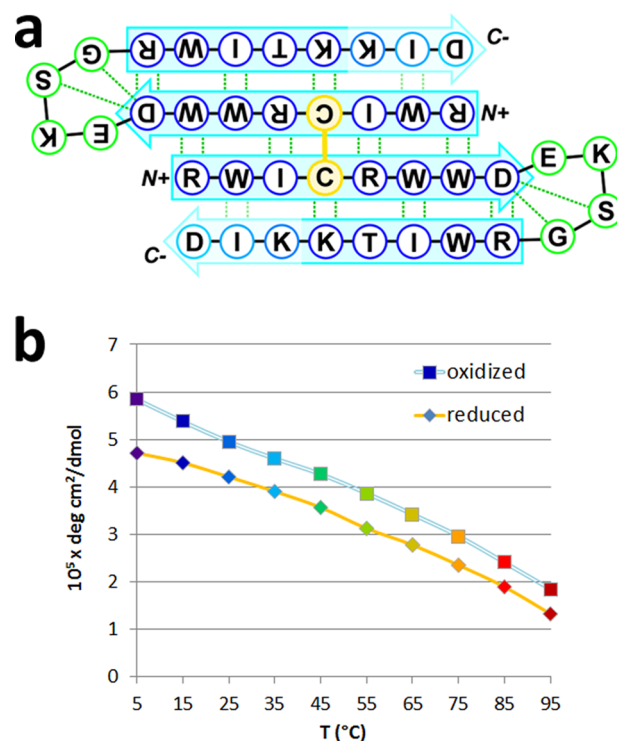 a
G R W I T K K I D C-
S
K E D W W R C I W R N+
N+ R W I C R W W D E K
S
C- D I K K T I W R G
b
7
6
5
4
3
2
1
0
10⁵ x deg cm²/dmol
oxidized
reduced
5 15 25 35 45 55 65 75 85 95
T (°C)